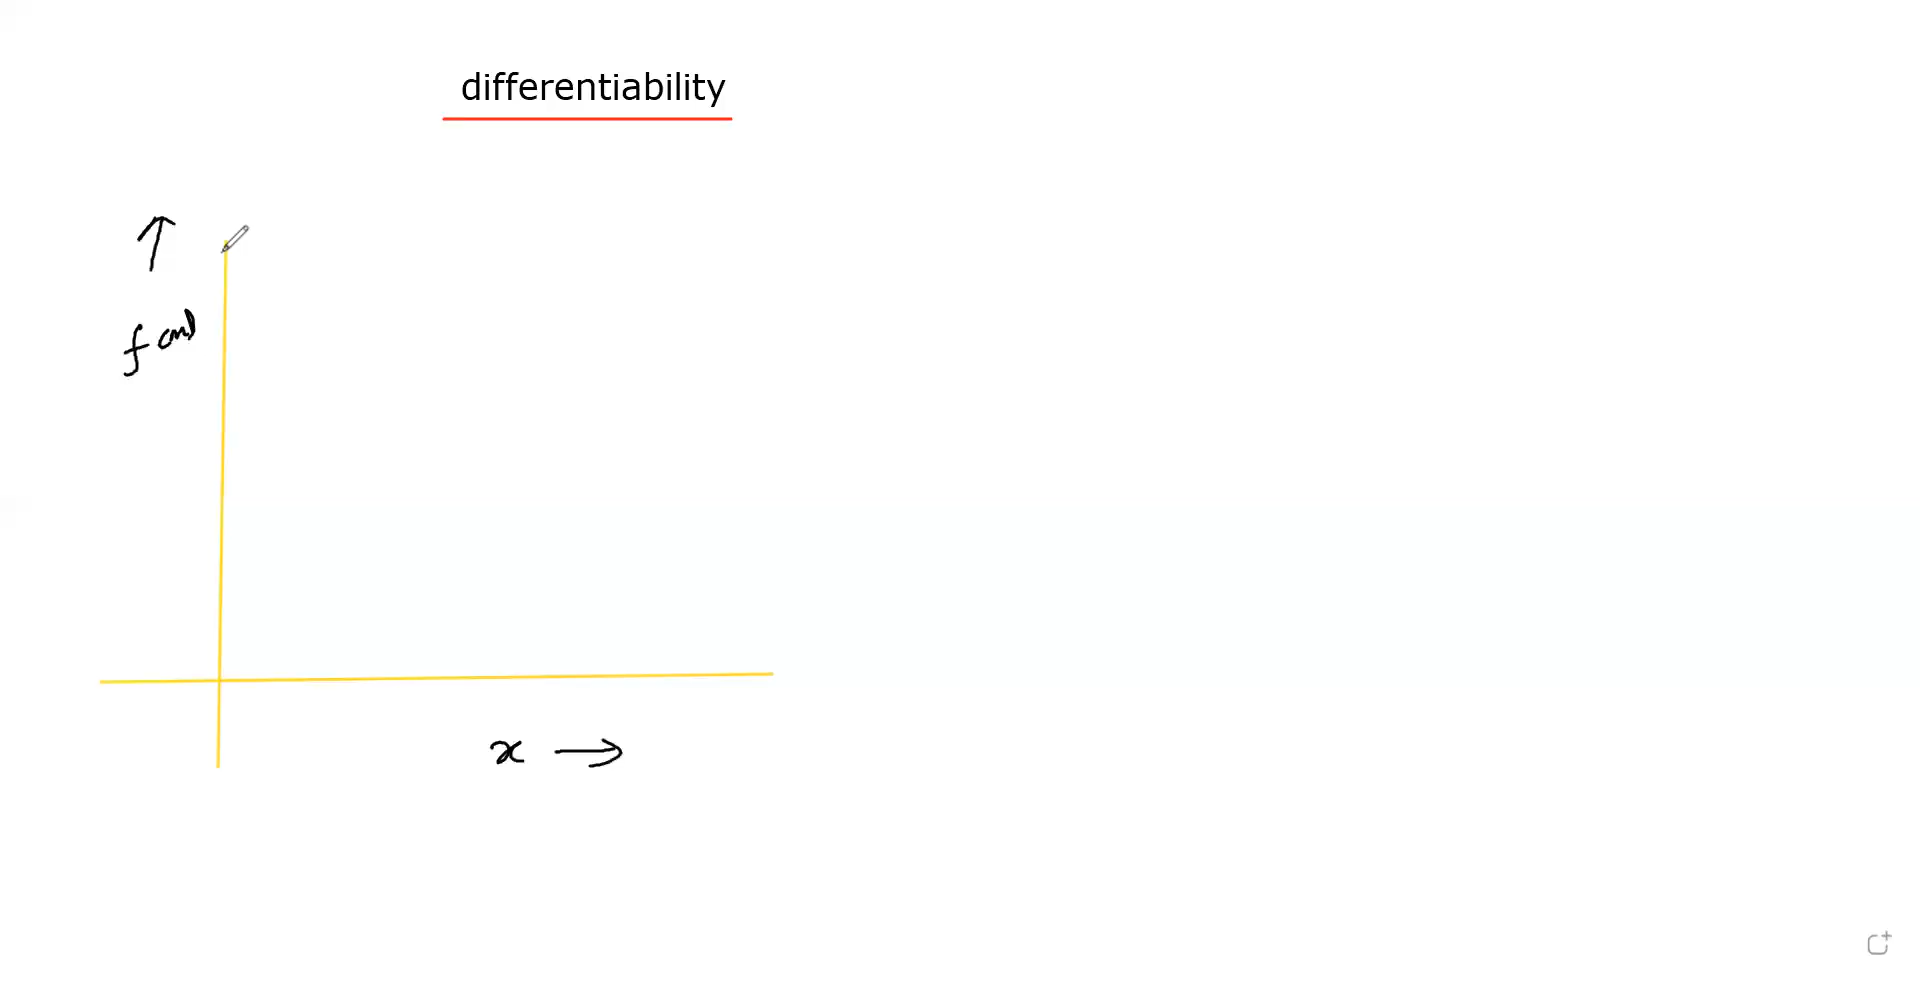 differentiability
↑
f(x)
x →